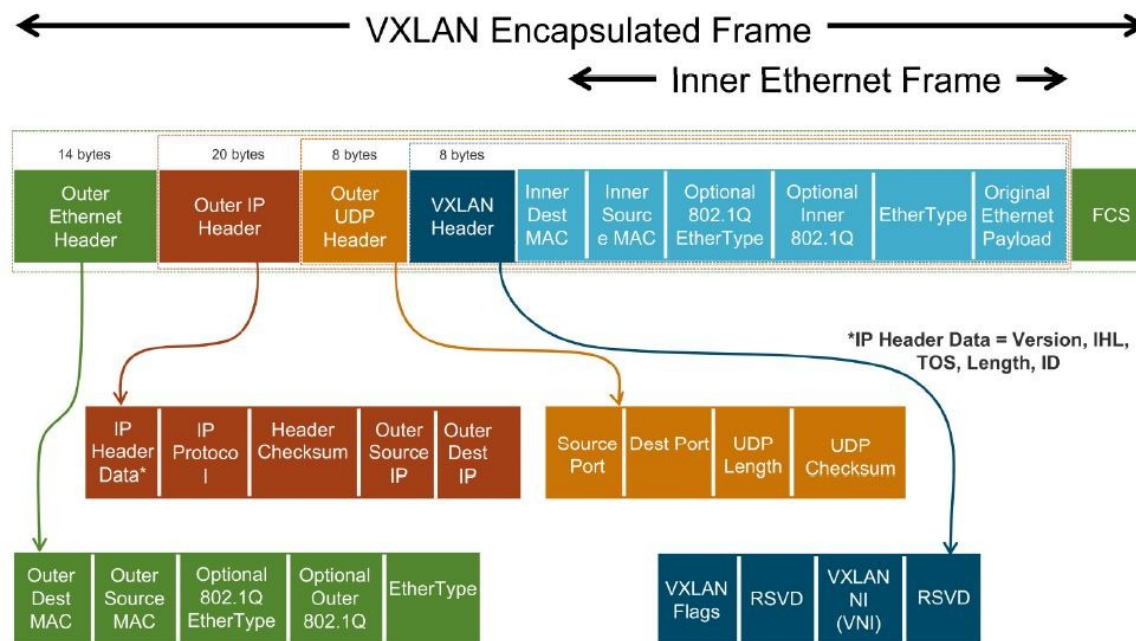 VXLAN Encapsulated Frame
Inner Ethernet Frame
14 bytes
20 bytes
8 bytes
8 bytes
Outer
Ethernet
Header
Outer IP
Header
Outer
UDP
Header
VXLAN
Header
Inner
Dest
MAC
Inner
Sourc
e MAC
Optional
802.1Q
EtherType
Optional
Inner
802.1Q
EtherType
Original
Ethernet
Payload
FCS
*IP Header Data = Version, IHL,
TOS, Length, ID
IP
Header
Data*
IP
Protoco
l
Header
Checksum
Outer
Source
IP
Outer
Dest
IP
Source
Port
Dest Port
UDP
Length
UDP
Checksum
Outer
Dest
MAC
Outer
Source
MAC
Optional
802.1Q
EtherType
Optional
Outer
802.1Q
EtherType
VXLAN
Flags
RSVD
VXLAN
NI
(VNI)
RSVD